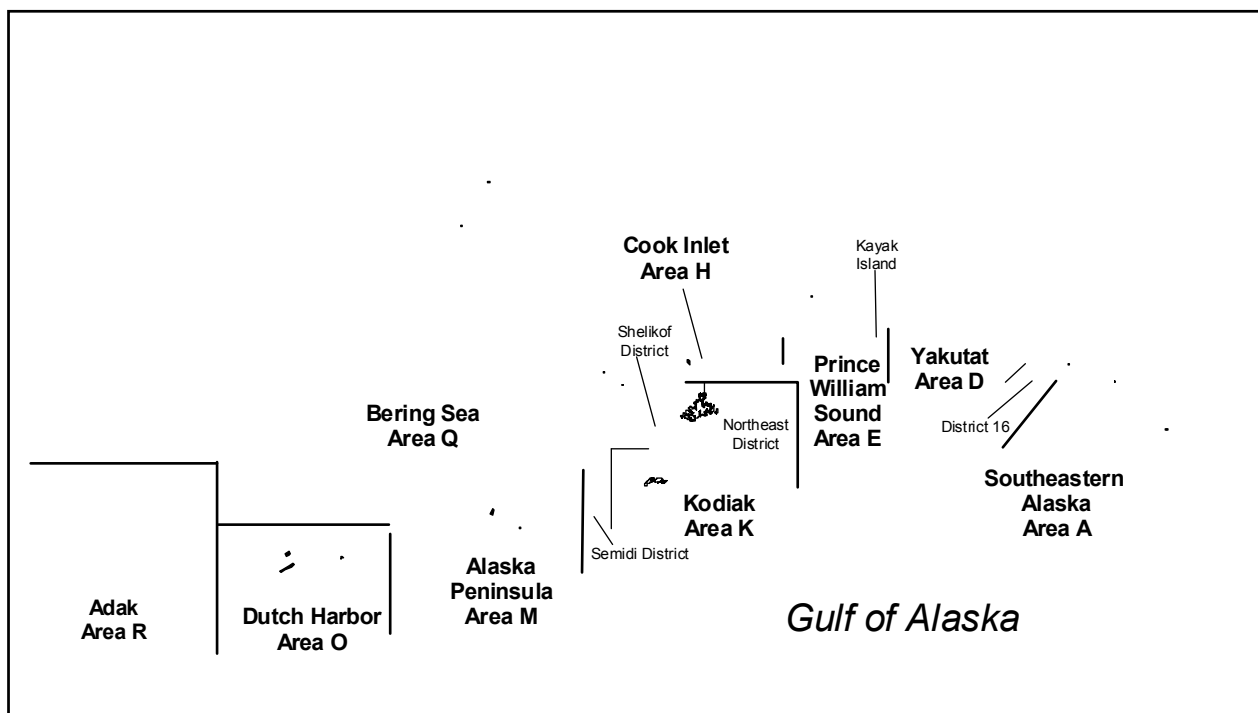 Cook Inlet
Area H
Kayak
Island
Shelikof
District
Prince
William
Sound
Area E
Yakutat
Area D
Bering Sea
Area Q
Northeast
District
District 16
Southeastern
Alaska
Area A
Kodiak
Area K
Semidi District
Alaska
Peninsula
Area M
Adak
Area R
Dutch Harbor
Area O
Gulf of Alaska